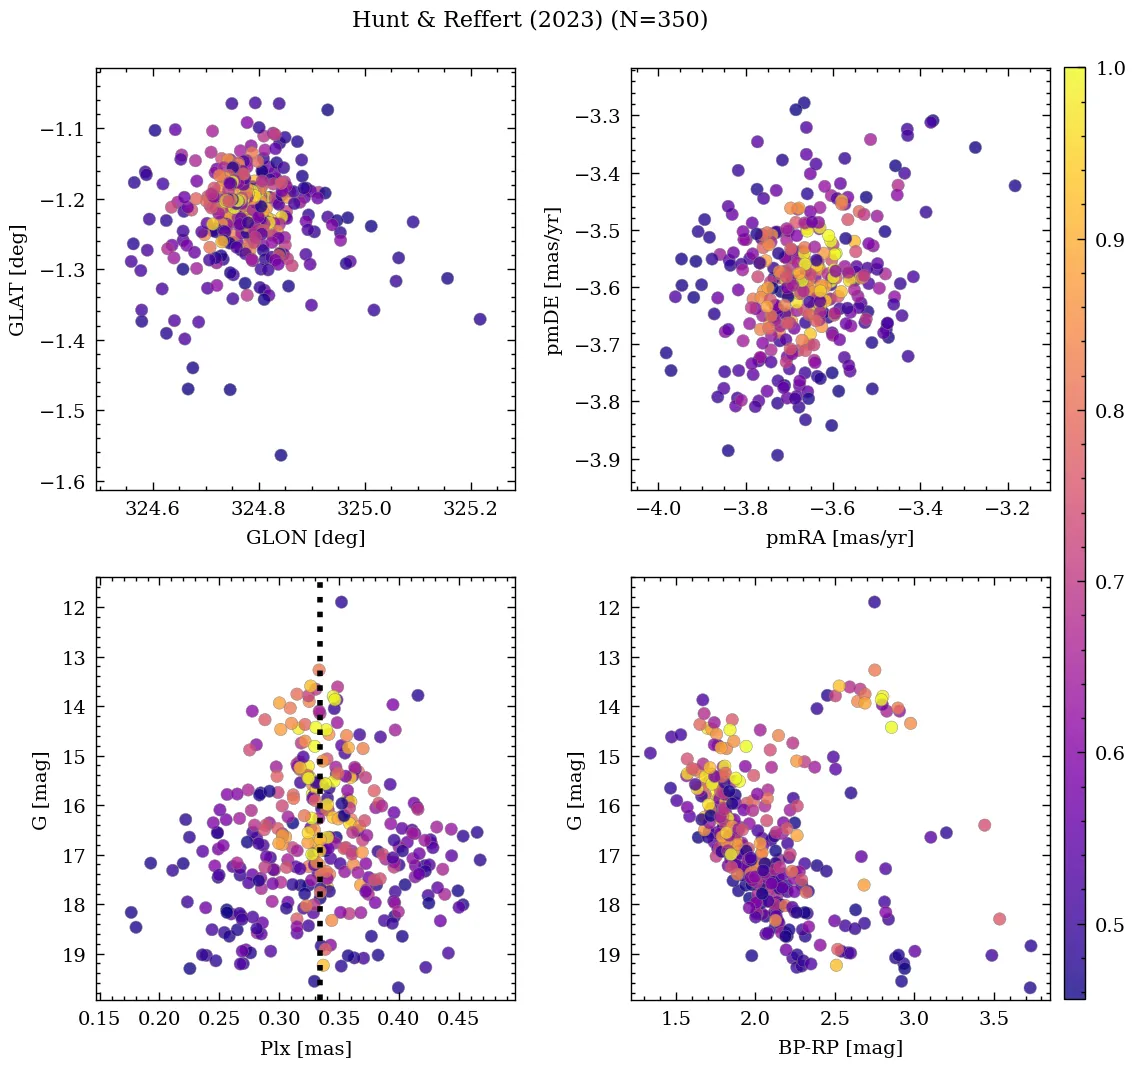 Hunt & Reffert (2023) (N=350)
−1.1
−1.2
−1.3
−1.4
−1.5
−1.6
GLAT [deg]
324.6 324.8 325.0 325.2
GLON [deg]
−3.3
−3.4
−3.5
−3.6
−3.7
−3.8
−3.9
pmDE [mas/yr]
−4.0 −3.8 −3.6 −3.4 −3.2
pmRA [mas/yr]
12
13
14
15
16
17
18
19
G [mag]
0.15 0.20 0.25 0.30 0.35 0.40 0.45
Plx [mas]
12
13
14
15
16
17
18
19
G [mag]
1.5 2.0 2.5 3.0 3.5
BP-RP [mag]
1.0
0.9
0.8
0.7
0.6
0.5